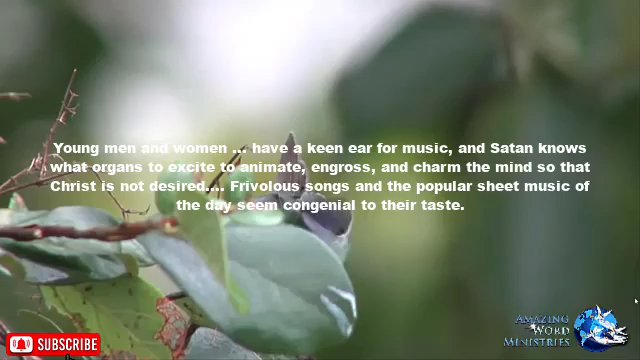 Young men and women ... have a keen ear for music, and Satan knows
what organs to excite to animate, engross, and charm the mind so that
Christ is not desired.... Frivolous songs and the popular sheet music of
the day seem congenial to their taste.
SUBSCRIBE
AMAZING
WORD
MINISTRIES